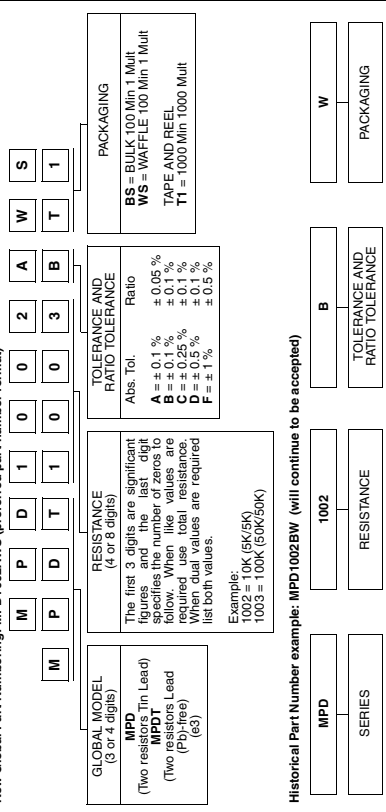 New Global Part Numbering: MPD1002AWS (preferred part number format)
M P D 1 0 0 2 A W S
M P D T 1 0 0 3 B T 1
GLOBAL MODEL
(3 or 4 digits)
MPD
(Two resistors Tin Lead)
MPDT
(Two resistors Lead
(Pb)-free)
(e3)
RESISTANCE
(4 or 8 digits)
The first 3 digits are significant
figures and the last digit
specifies the number of zeros to
follow. When like values are
required use total resistance.
When dual values are required
list both values.
Example:
1002 = 10K (5K/5K)
1003 = 100K (50K/50K)
TOLERANCE AND
RATIO TOLERANCE
Abs. Tol. Ratio
A = ± 0.1 % ± 0.05 %
B = ± 0.1 % ± 0.1 %
C = ± 0.25 % ± 0.1 %
D = ± 0.5 % ± 0.1 %
F = ± 1 % ± 0.5 %
PACKAGING
BS = BULK 100 Min 1 Mult
WS = WAFFLE 100 Min 1 Mult
TAPE AND REEL
T1 = 1000 Min 1000 Mult
Historical Part Number example: MPD1002BW (will continue to be accepted)
MPD 1002 B W
SERIES
RESISTANCE
TOLERANCE AND
RATIO TOLERANCE
PACKAGING